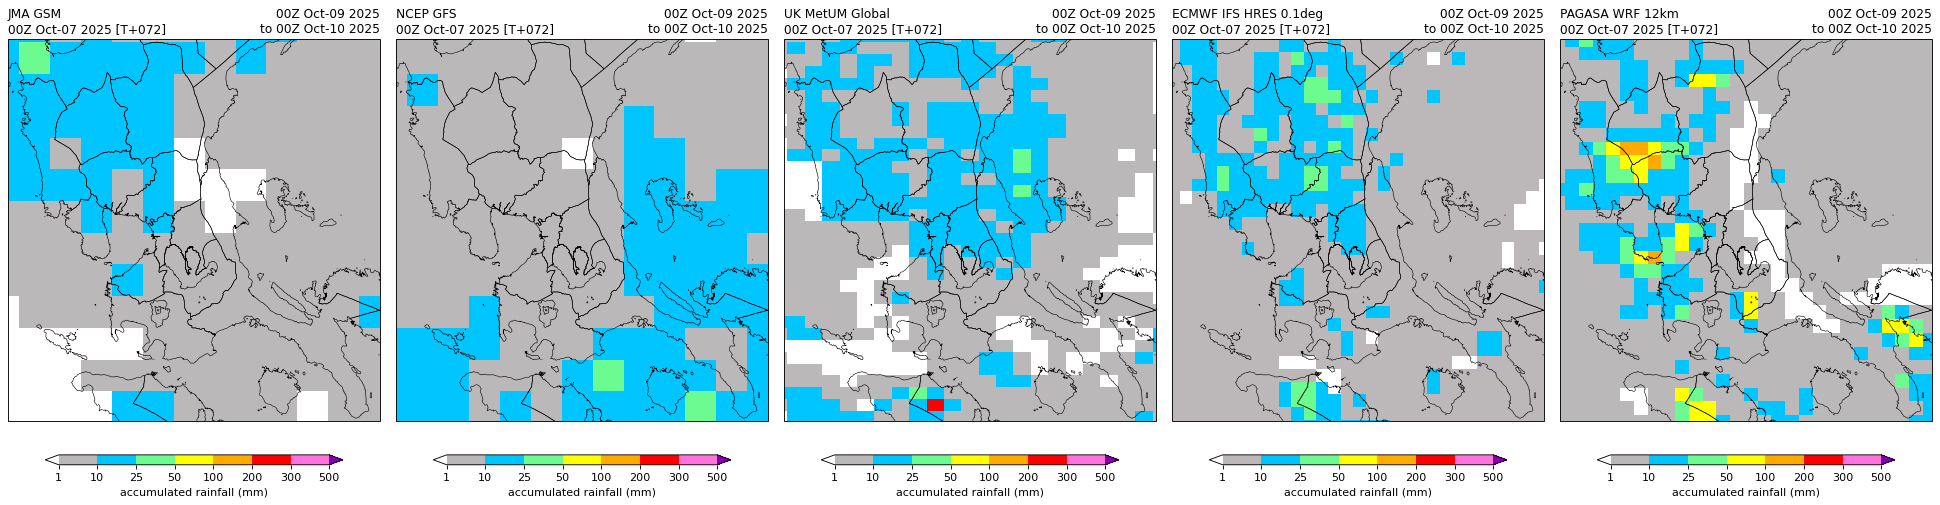 JMA GSM 00Z Oct-09 2025
00Z Oct-07 2025 [T+072] to 00Z Oct-10 2025
1 10 25 50 100 200 300 500
accumulated rainfall (mm)
NCEP GFS 00Z Oct-09 2025
00Z Oct-07 2025 [T+072] to 00Z Oct-10 2025
1 10 25 50 100 200 300 500
accumulated rainfall (mm)
UK MetUM Global 00Z Oct-09 2025
00Z Oct-07 2025 [T+072] to 00Z Oct-10 2025
1 10 25 50 100 200 300 500
accumulated rainfall (mm)
ECMWF IFS HRES 0.1deg 00Z Oct-09 2025
00Z Oct-07 2025 [T+072] to 00Z Oct-10 2025
1 10 25 50 100 200 300 500
accumulated rainfall (mm)
PAGASA WRF 12km 00Z Oct-09 2025
00Z Oct-07 2025 [T+072] to 00Z Oct-10 2025
1 10 25 50 100 200 300 500
accumulated rainfall (mm)